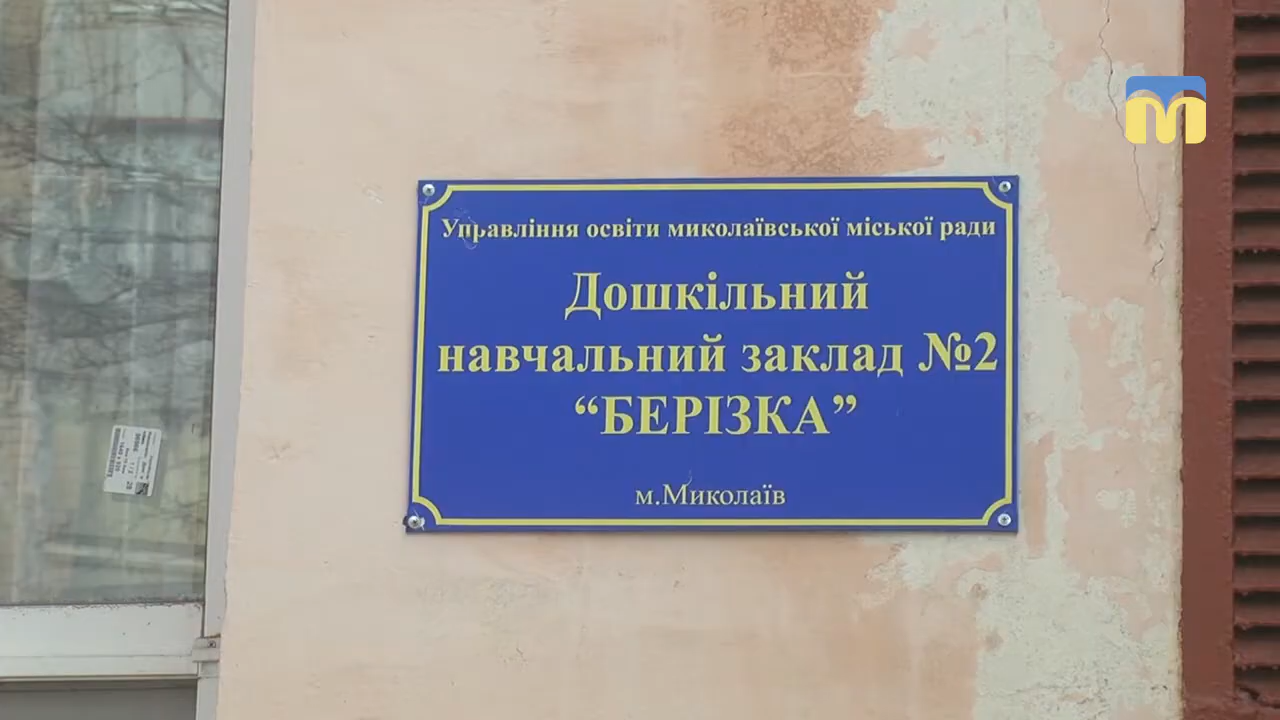 Управління освіти миколаївської міської ради
Дошкільний
навчальний заклад №2
“БЕРІЗКА”
м.Миколаїв